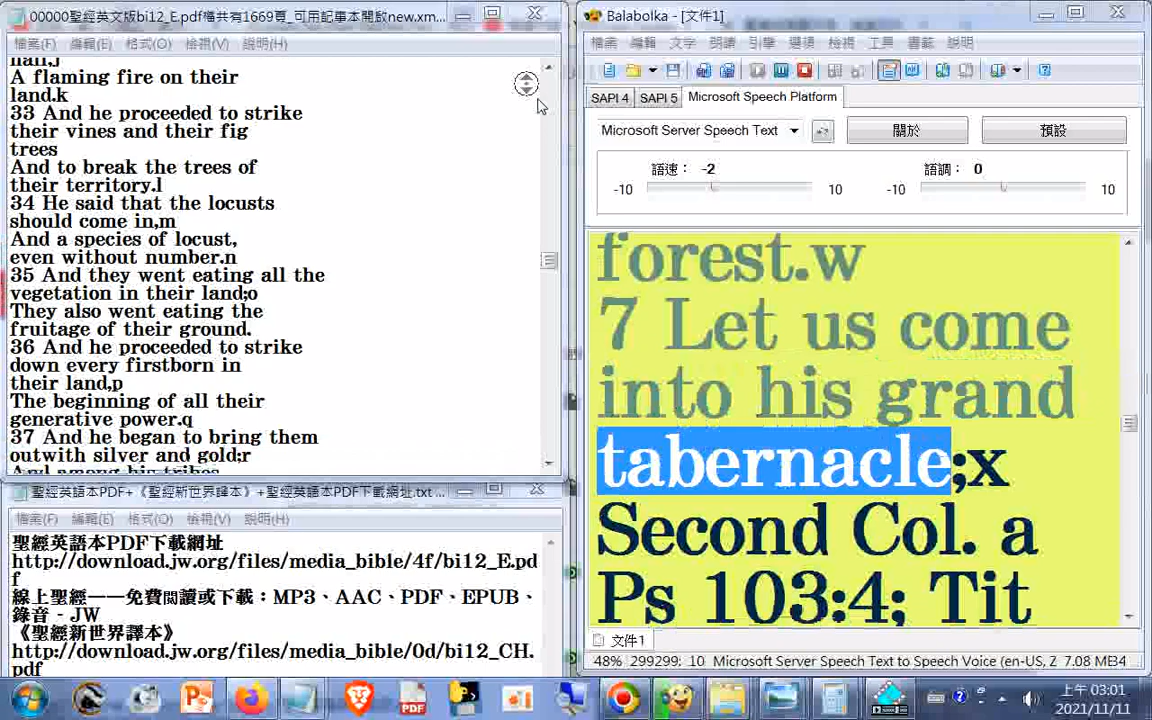 00000聖經英文版bi12_E.pdf檔共有1669頁_可用記事本開啟new.xm...
檔案(F) 編輯(E) 格式(O) 檢視(V) 說明(H)
hail,j
A flaming fire on their
land.k
33 And he proceeded to strike
their vines and their fig
trees
And to break the trees of
their territory.l
34 He said that the locusts
should come in,m
And a species of locust,
even without number.n
35 And they went eating all the
vegetation in their land;o
They also went eating the
fruitage of their ground.
36 And he proceeded to strike
down every firstborn in
their land,p
The beginning of all their
generative power.q
37 And he began to bring them
outwith silver and gold;r
And among his tribes
聖經英語本PDF+《聖經新世界譯本》+聖經英語本PDF下載網址.txt ...
檔案(F) 編輯(E) 格式(O) 檢視(V) 說明(H)
聖經英語本PDF下載網址
http://download.jw.org/files/media_bible/4f/bi12_E.pd
f
線上聖經——免費閱讀或下載：MP3、AAC、PDF、EPUB、
錄音 - JW
《聖經新世界譯本》
http://download.jw.org/files/media_bible/0d/bi12_CH.
pdf
Balabolka - [文件1]
檔案 編輯 文字 朗讀 引擎 選項 檢視 工具 書籤 說明
SAPI 4 SAPI 5 Microsoft Speech Platform
Microsoft Server Speech Text 關於 預設
語速： -2 語調： 0
-10 10 -10 10
forest.w
7 Let us come
into his grand
tabernacle;x
Second Col. a
Ps 103:4; Tit
文件1
48% 299299: 10 Microsoft Server Speech Text to Speech Voice (en-US, Z 7.08 MB34
上午 03:01
2021/11/11